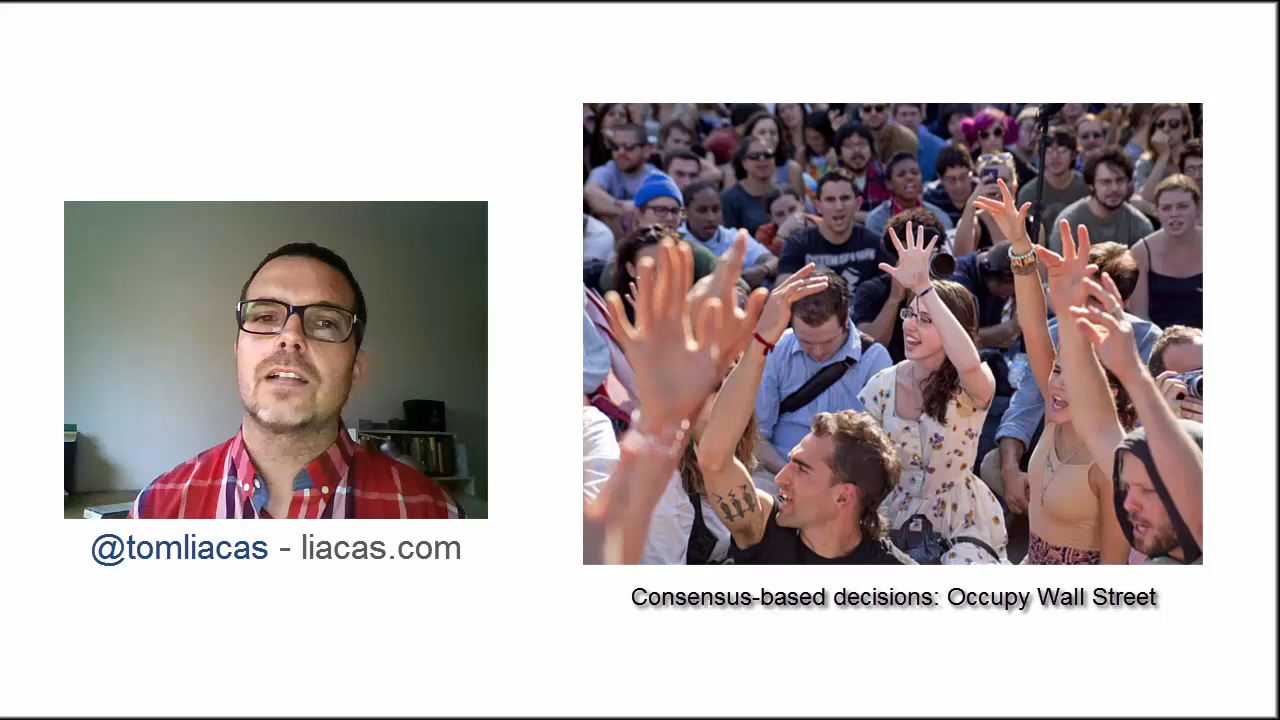 @tomliacas - liacas.com
Consensus-based decisions: Occupy Wall Street